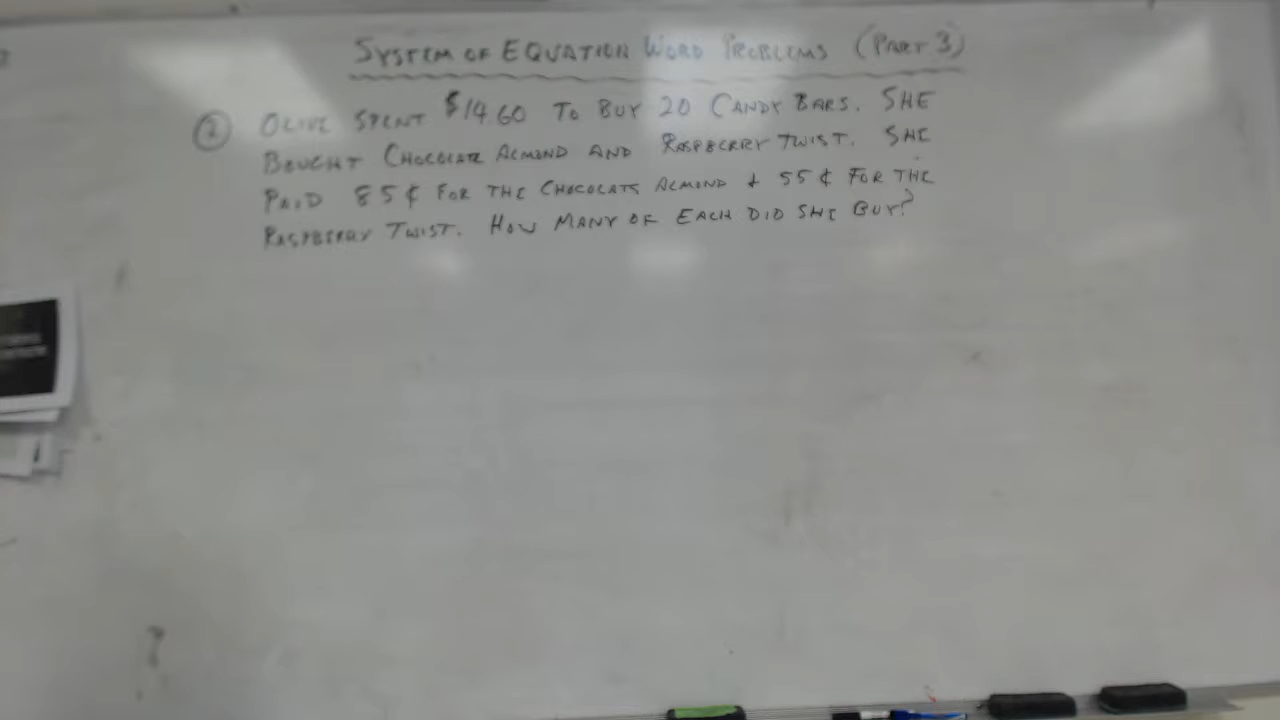 SYSTEM OF EQUATION WORD PROBLEMS (PART 3)
② OLIVE SPENT $14.60 TO BUY 20 CANDY BARS. SHE
BOUGHT CHOCOLATE ALMOND AND RASPBERRY TWIST. SHE
PAID 85¢ FOR THE CHOCOLATE ALMOND & 55¢ FOR THE
RASPBERRY TWIST. HOW MANY OF EACH DID SHE BUY?